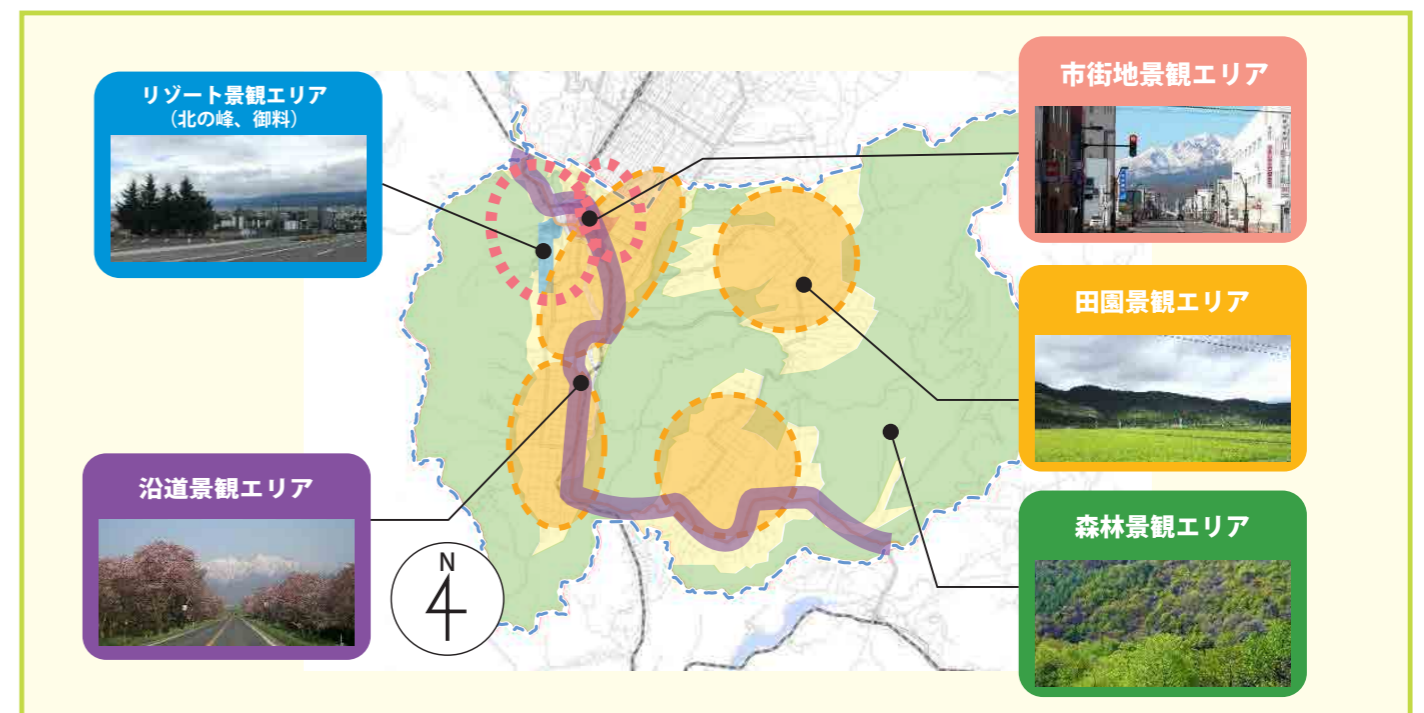 リゾート景観エリア
（北の峰、御料）
市街地景観エリア
田園景観エリア
沿道景観エリア
森林景観エリア
N